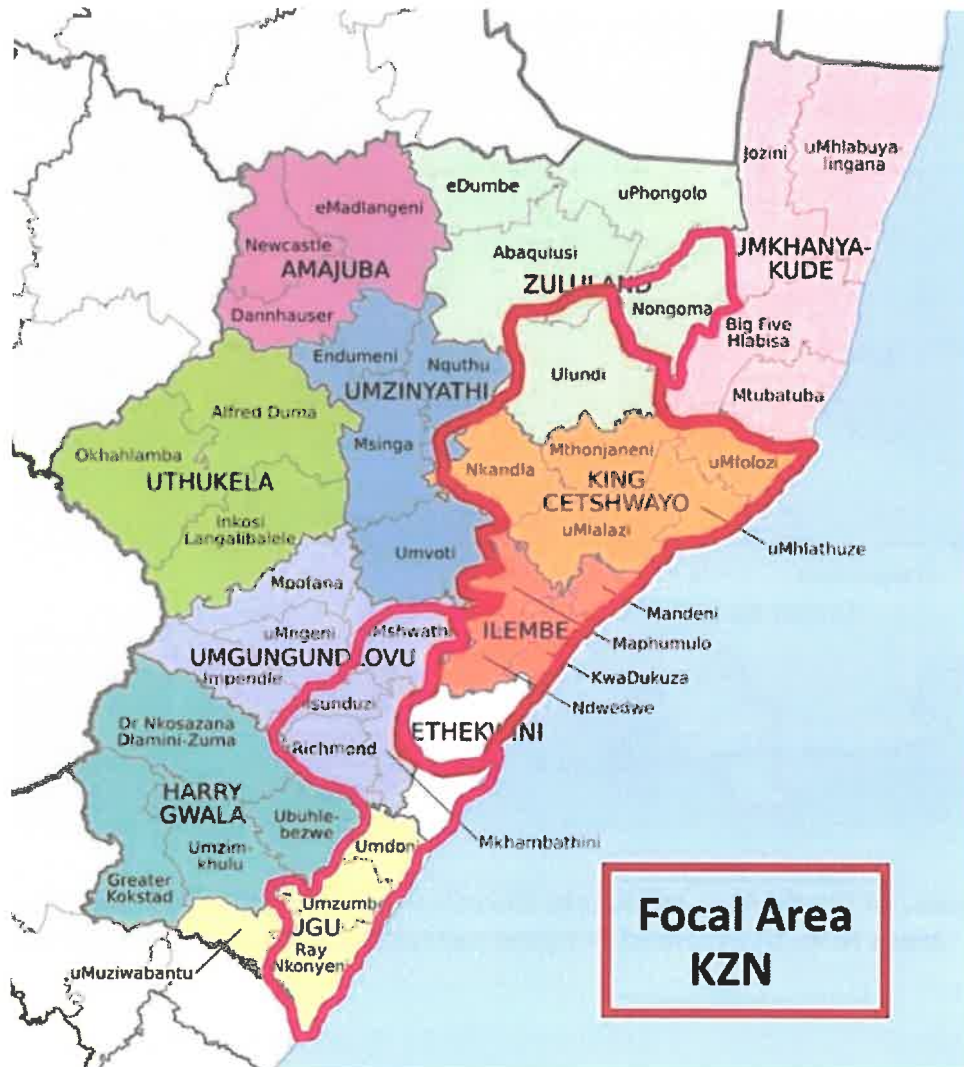 Jozini
uMhlabuya-
lingana
eDumbe
uPhongolo
eMadlangeni
Newcastle
AMAJUBA
Abaqulusi
ZULULAND
UMKHANYA-
KUDE
Nongoma
Dannhauser
Big Five
Hlabisa
Endumeni
Nquthu
UMZINYATHI
Ulundi
Mtubatuba
Alfred Duma
Msinga
Okhahlamba
UTHUKELA
Mthonjaneni
Nkandla
uMfolozi
KING
CETSHWAYO
uMlalazi
Inkosi
Langalibalele
Umvoti
uMhlathuze
Mpofana
Mandeni
uMngeni
uMshwathi
ILEMBE
Maphumulo
UMGUNGUNDLOVU
Impendle
KwaDukuza
Msunduzi
Ndwedwe
Dr Nkosazana
Dlamini-Zuma
Richmond
ETHEKWINI
HARRY
GWALA
Ubuhle-
bezwe
Umzim-
khulu
Umdoni
Mkhambathini
Greater
Kokstad
Umzumbe
UGU
Ray
Nkonyeni
uMuziwabantu
Focal Area
KZN